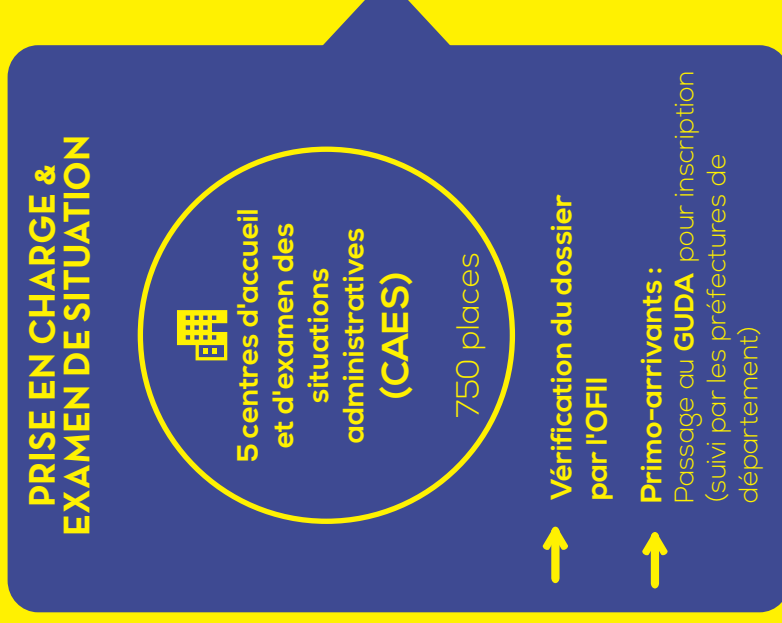 PRISE EN CHARGE &
EXAMEN DE SITUATION
5 centres d'accueil
et d'examen des
situations
administratives
(CAES)
750 places
Vérification du dossier
par l'OFII
Primo-arrivants :
Passage au GUDA pour inscription
(suivi par les préfectures de
département)